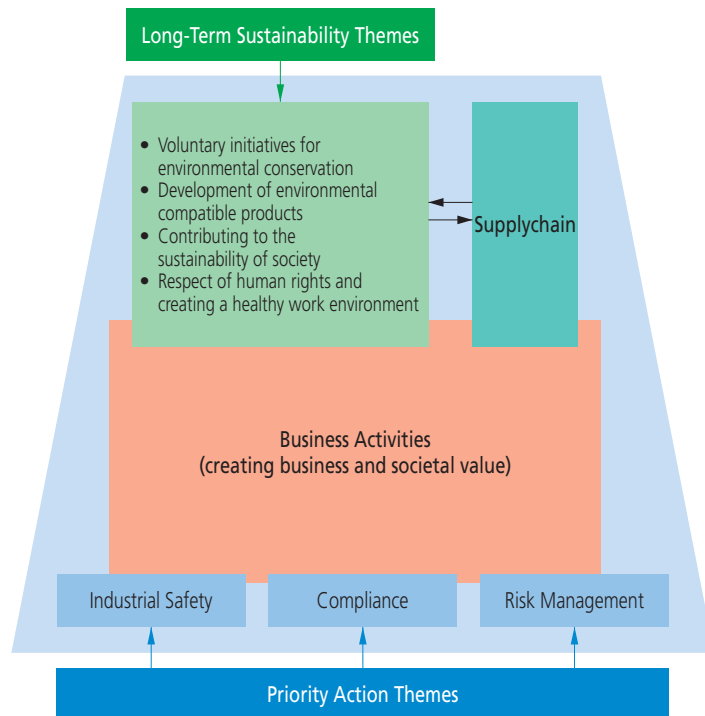 Long-Term Sustainability Themes
• Voluntary initiatives for
environmental conservation
• Development of environmental
compatible products
• Contributing to the
sustainability of society
• Respect of human rights and
creating a healthy work environment
Supplychain
Business Activities
(creating business and societal value)
Industrial Safety
Compliance
Risk Management
Priority Action Themes